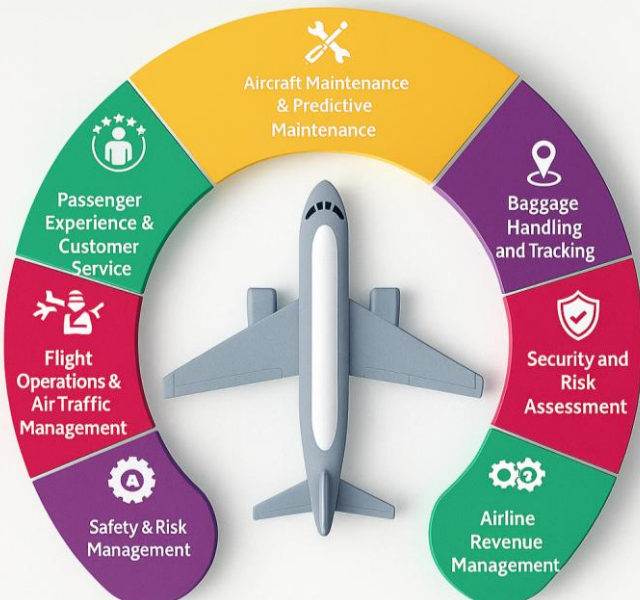 Aircraft Maintenance
& Predictive
Maintenance
Passenger
Experience &
Customer
Service
Baggage
Handling
and Tracking
Flight
Operations &
Air Traffic
Management
Security and
Risk
Assessment
A
Safety & Risk
Management
?
Airline
Revenue
Management